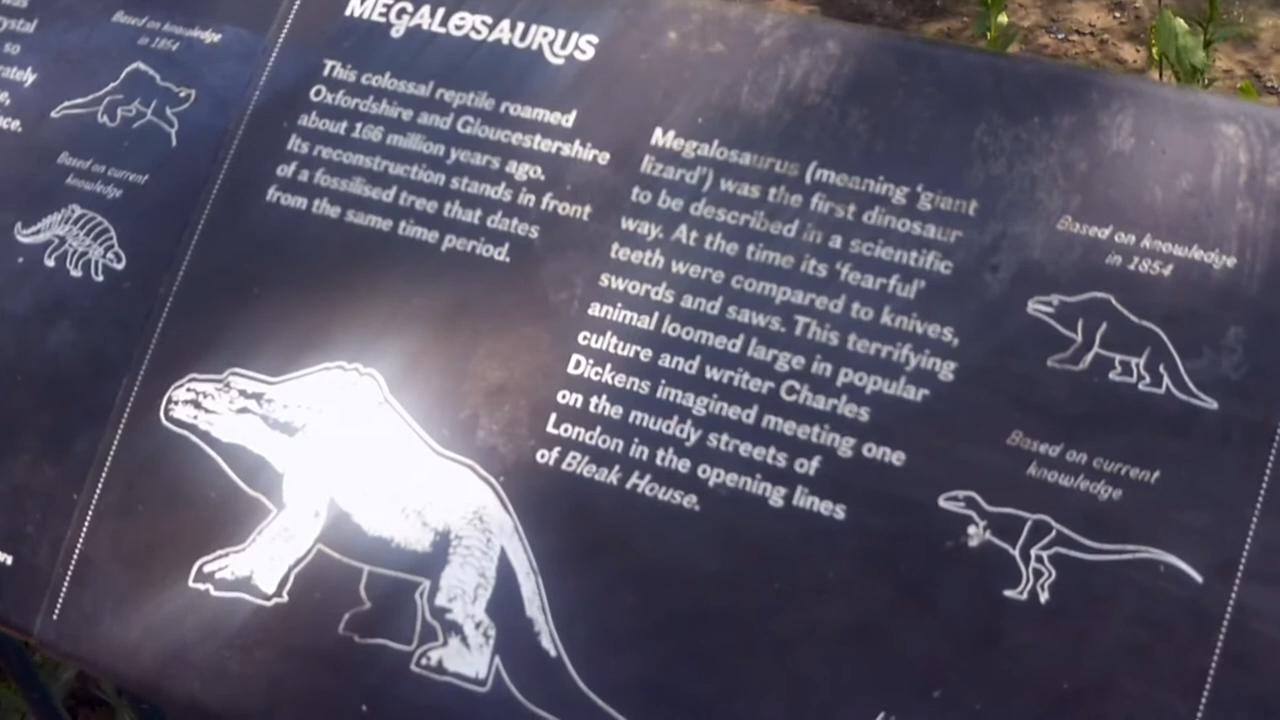 was
rystal
so
rately
e,
nce.
Based on knowledge
in 1854
Based on current
knowledge
MEGALOSAURUS
This colossal reptile roamed
Oxfordshire and Gloucestershire
about 166 million years ago.
Its reconstruction stands in front
of a fossilised tree that dates
from the same time period.
Megalosaurus (meaning ‘giant
lizard’) was the first dinosaur
to be described in a scientific
way. At the time its ‘fearful’
teeth were compared to knives,
swords and saws. This terrifying
animal loomed large in popular
culture and writer Charles
Dickens imagined meeting one
on the muddy streets of
London in the opening lines
of Bleak House.
Based on knowledge
in 1854
Based on current
knowledge